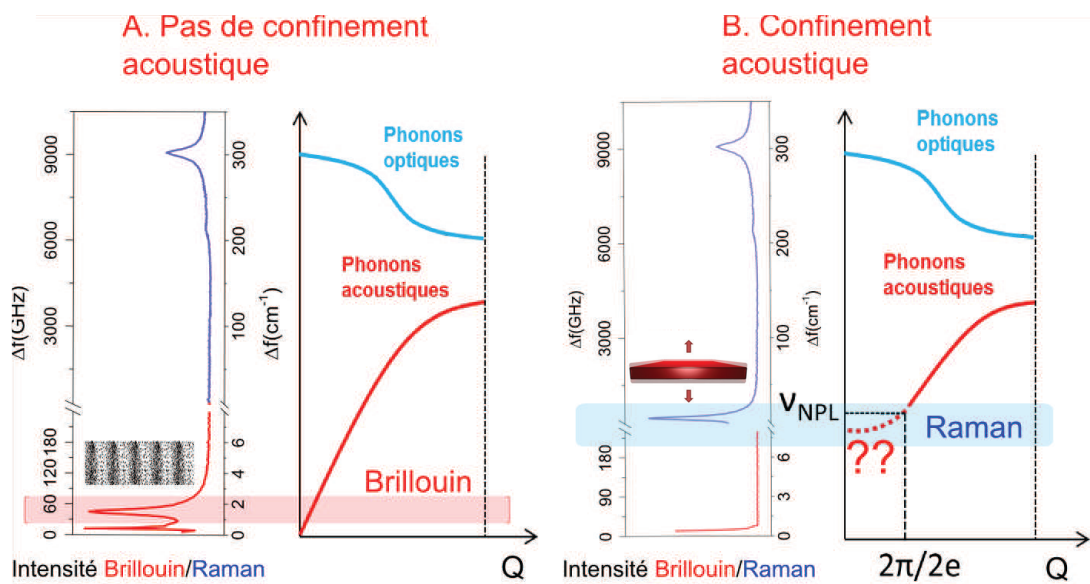 A. Pas de confinement
acoustique
9000
6000
3000
180
120
60
0
Δf(GHz)
300
200
100
6
4
2
0
Δf(cm⁻¹)
Phonons
optiques
Phonons
acoustiques
Brillouin
Intensité Brillouin/Raman
Q
B. Confinement
acoustique
9000
6000
3000
180
90
0
Δf(GHz)
300
200
100
6
3
0
Δf(cm⁻¹)
Phonons
optiques
Phonons
acoustiques
νNPL
??
Raman
Intensité Brillouin/Raman
2π/2e
Q